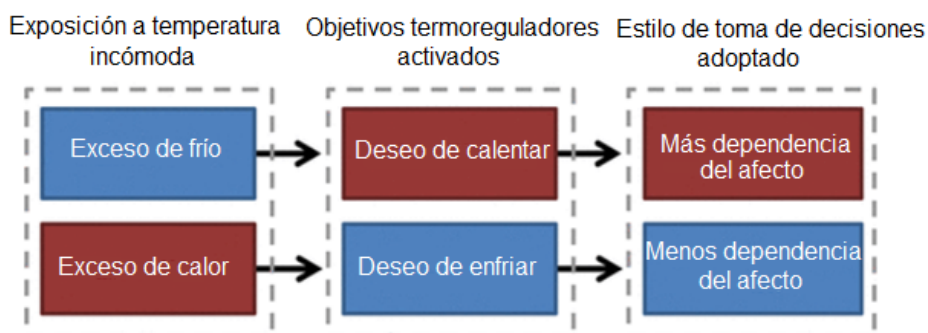 Exposición a temperatura
incómoda
Objetivos termoreguladores
activados
Estilo de toma de decisiones
adoptado
Exceso de frío
Deseo de calentar
Más dependencia
del afecto
Exceso de calor
Deseo de enfriar
Menos dependencia
del afecto